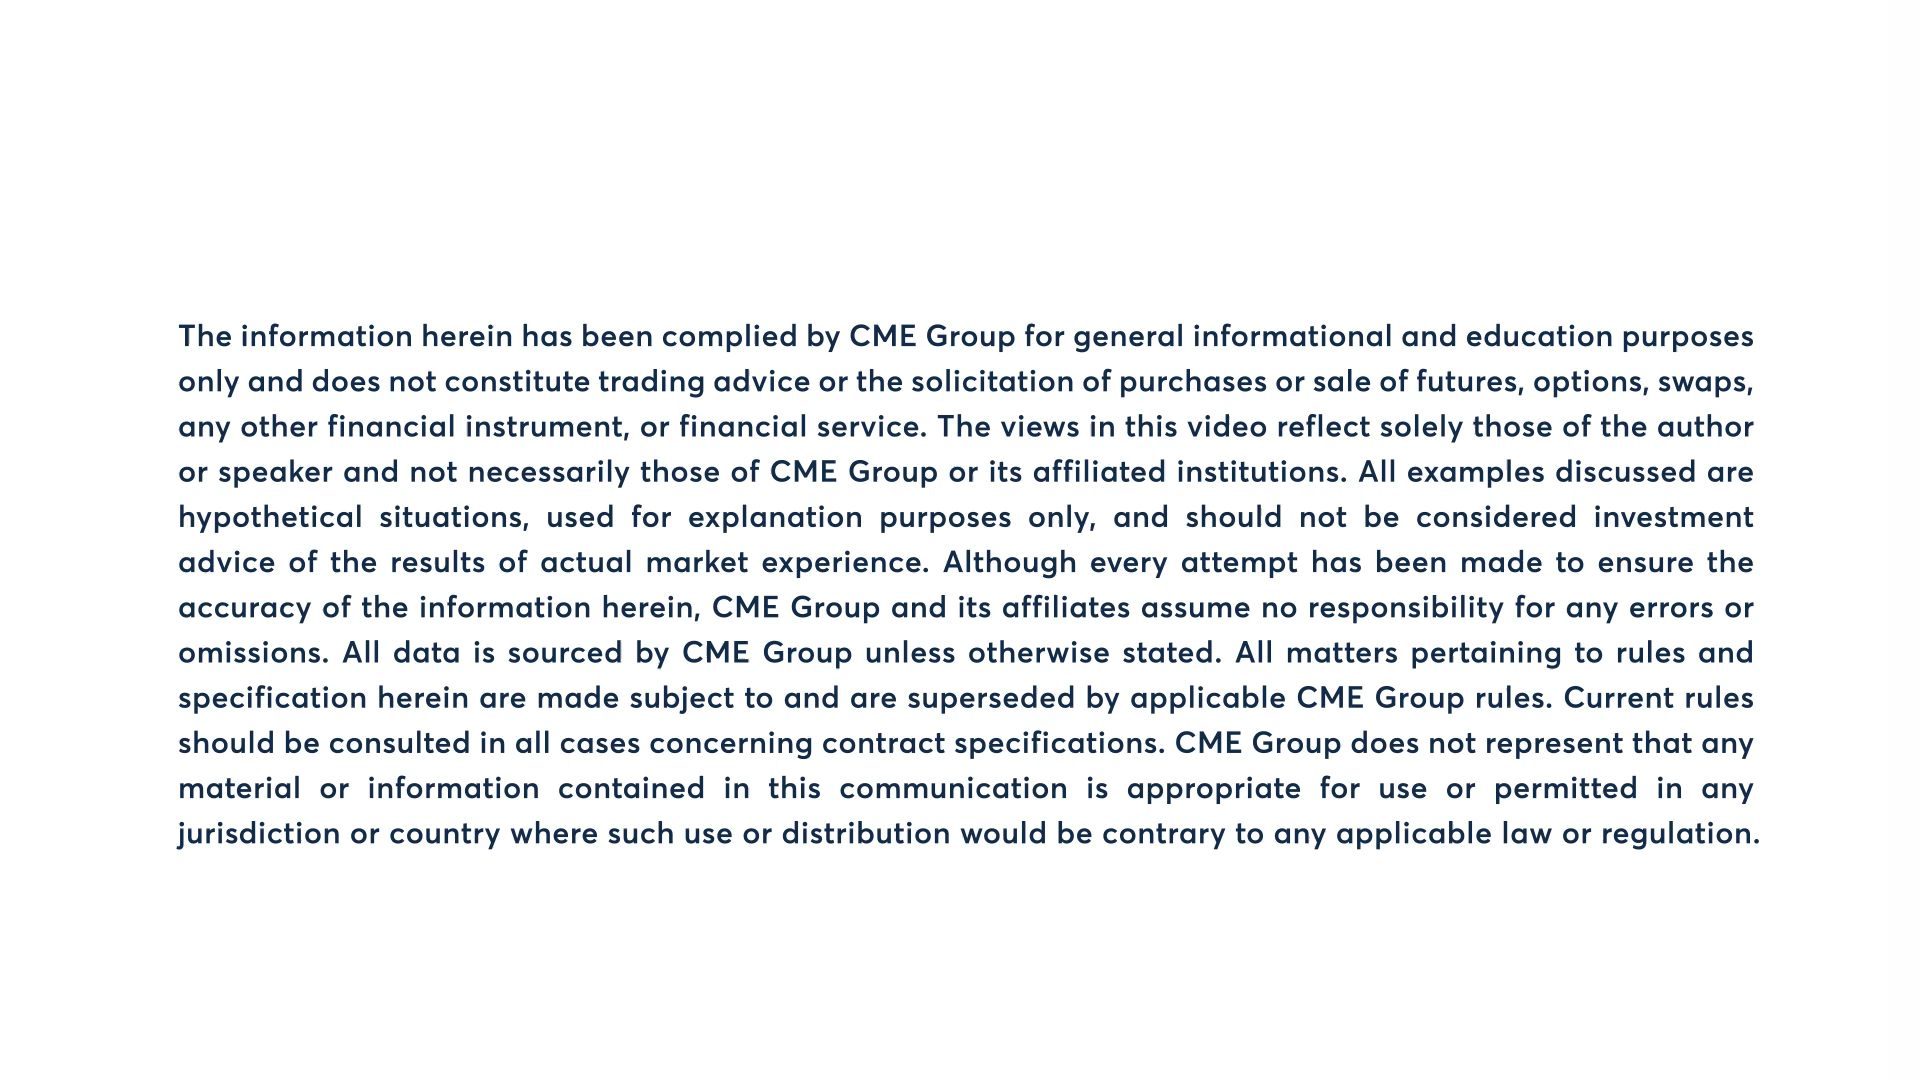 The information herein has been complied by CME Group for general informational and education purposes
only and does not constitute trading advice or the solicitation of purchases or sale of futures, options, swaps,
any other financial instrument, or financial service. The views in this video reflect solely those of the author
or speaker and not necessarily those of CME Group or its affiliated institutions. All examples discussed are
hypothetical situations, used for explanation purposes only, and should not be considered investment
advice of the results of actual market experience. Although every attempt has been made to ensure the
accuracy of the information herein, CME Group and its affiliates assume no responsibility for any errors or
omissions. All data is sourced by CME Group unless otherwise stated. All matters pertaining to rules and
specification herein are made subject to and are superseded by applicable CME Group rules. Current rules
should be consulted in all cases concerning contract specifications. CME Group does not represent that any
material or information contained in this communication is appropriate for use or permitted in any
jurisdiction or country where such use or distribution would be contrary to any applicable law or regulation.